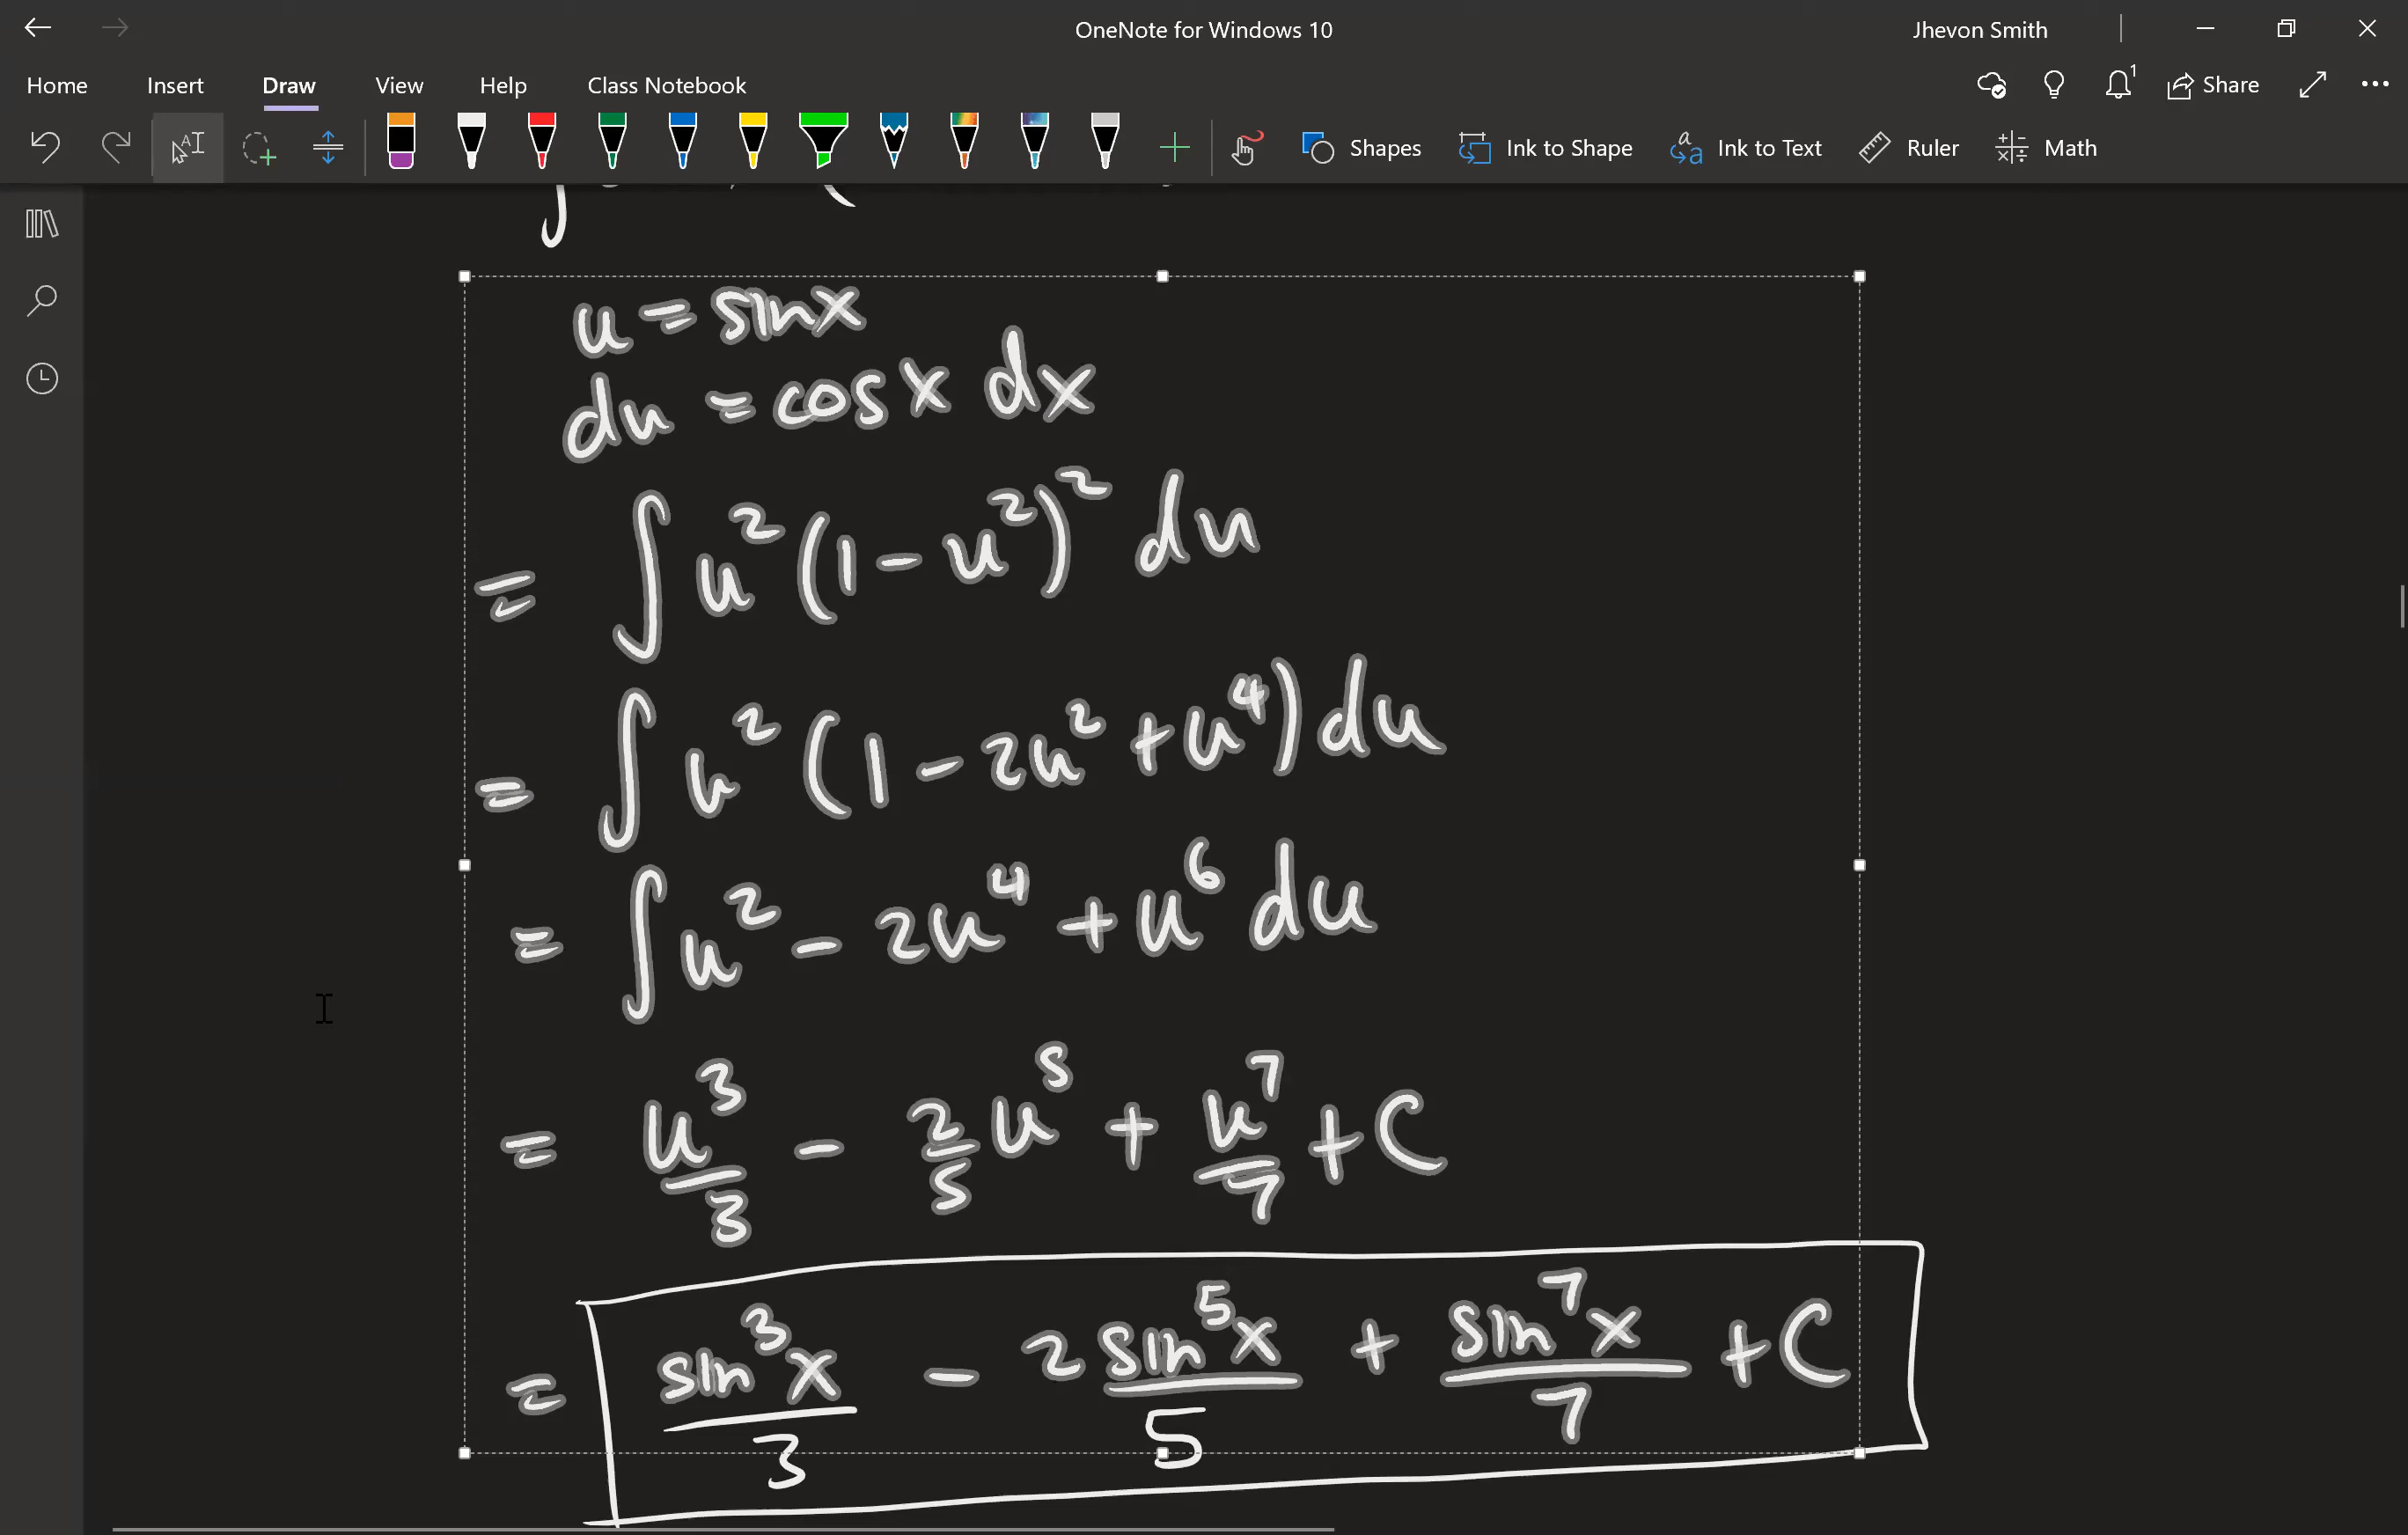 OneNote for Windows 10
Jhevon Smith
Home Insert Draw View Help Class Notebook
1 Share
Shapes Ink to Shape Ink to Text Ruler Math
u = sinx
du = cosx dx
= ∫ u²(1 - u²)² du
= ∫ u²(1 - 2u² + u⁴) du
= ∫ u² - 2u⁴ + u⁶ du
= u³/3 - 2/5 u⁵ + u⁷/7 + C
= sin³x/3 - 2 sin⁵x/5 + sin⁷x/7 + C